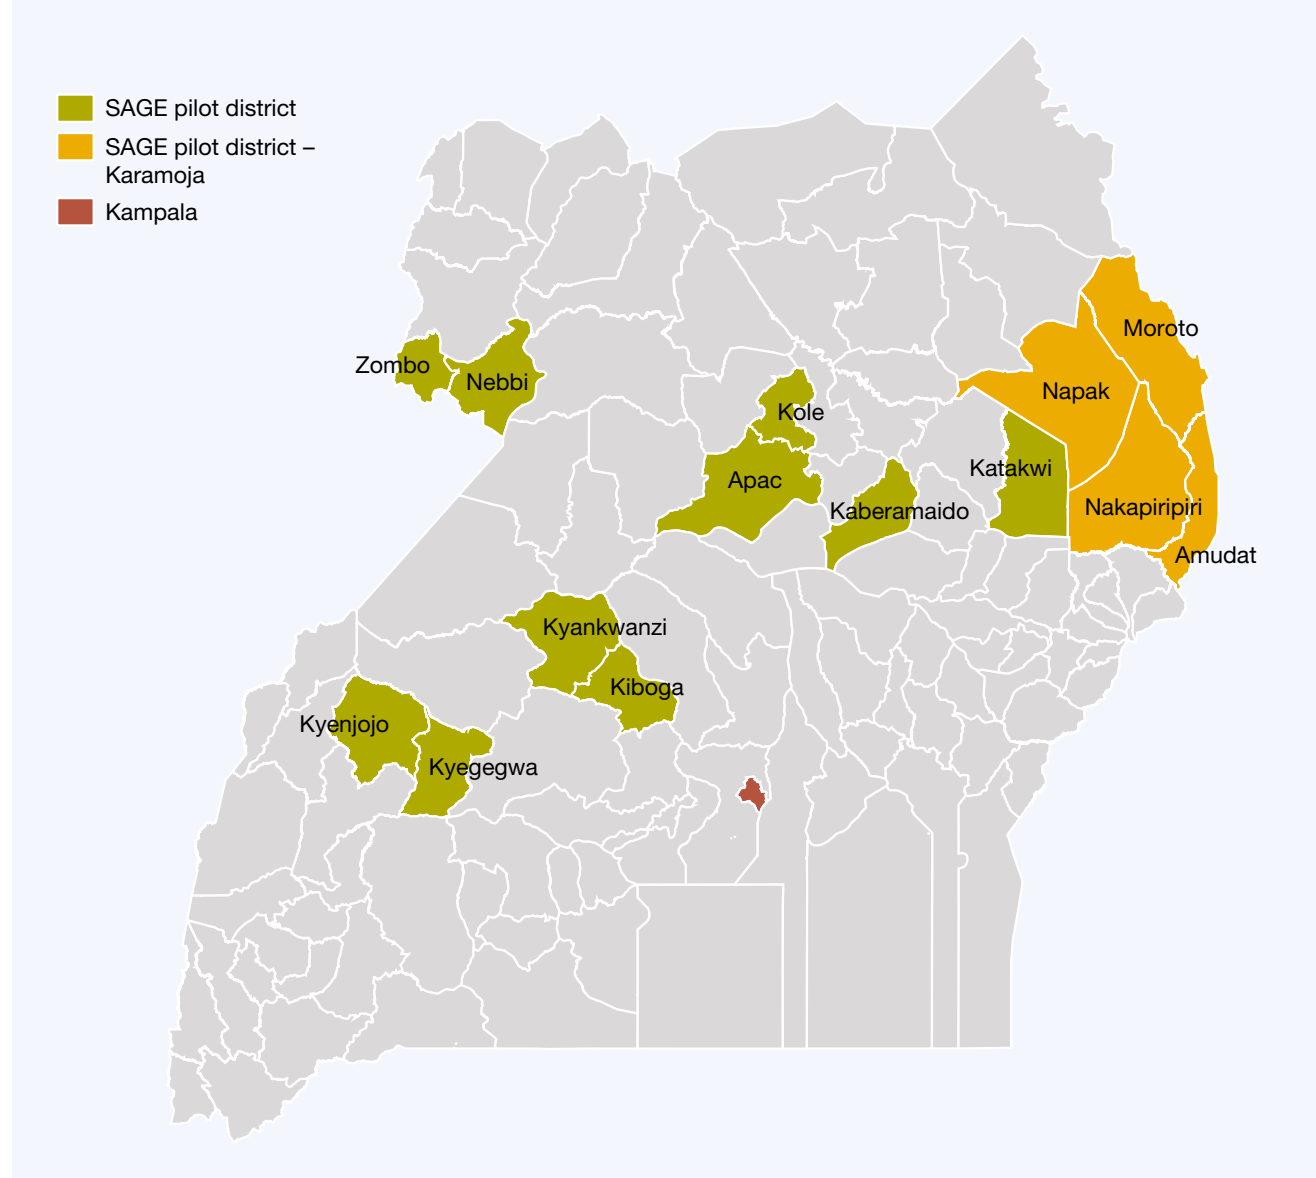 SAGE pilot district
SAGE pilot district –
Karamoja
Kampala
Moroto
Zombo
Nebbi
Napak
Kole
Katakwi
Apac
Nakapiripiri
Kaberamaido
Amudat
Kyankwanzi
Kiboga
Kyenjojo
Kyegegwa